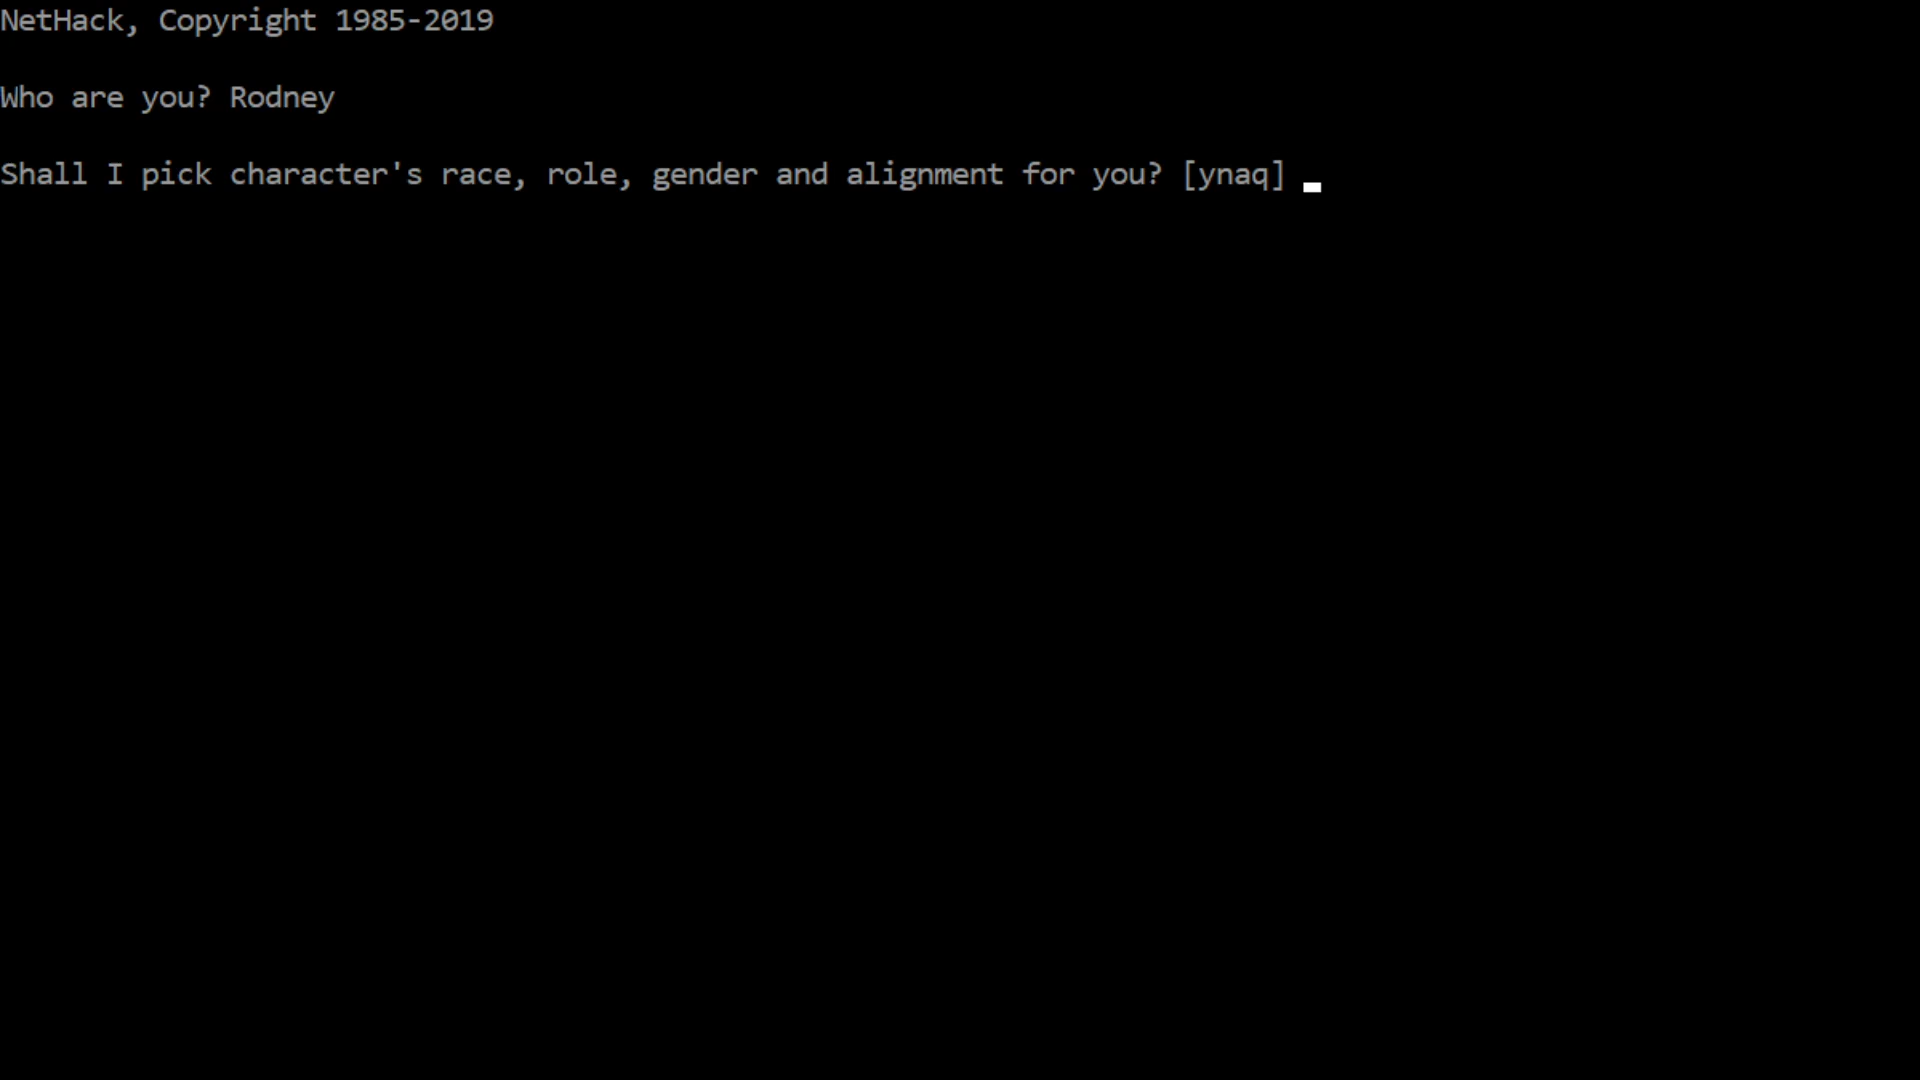 NetHack, Copyright 1985-2019
Who are you? Rodney
Shall I pick character's race, role, gender and alignment for you? [ynaq]